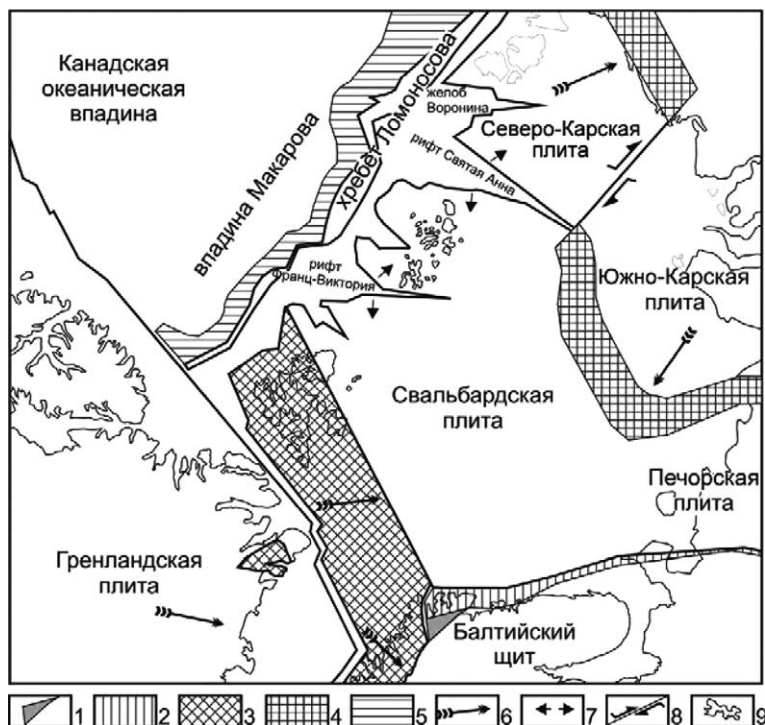 Канадская
океаническая
впадина
впадина Макарова
хребет Ломоносова
желоб
Воронина
Северо-Карская
плита
рифт Святая Анна
рифт
Франц-Виктория
Южно-Карская
плита
Свальбардская
плита
Печорская
плита
Гренландская
плита
Балтийский
щит
1 2 3 4 5 6 7 8 9